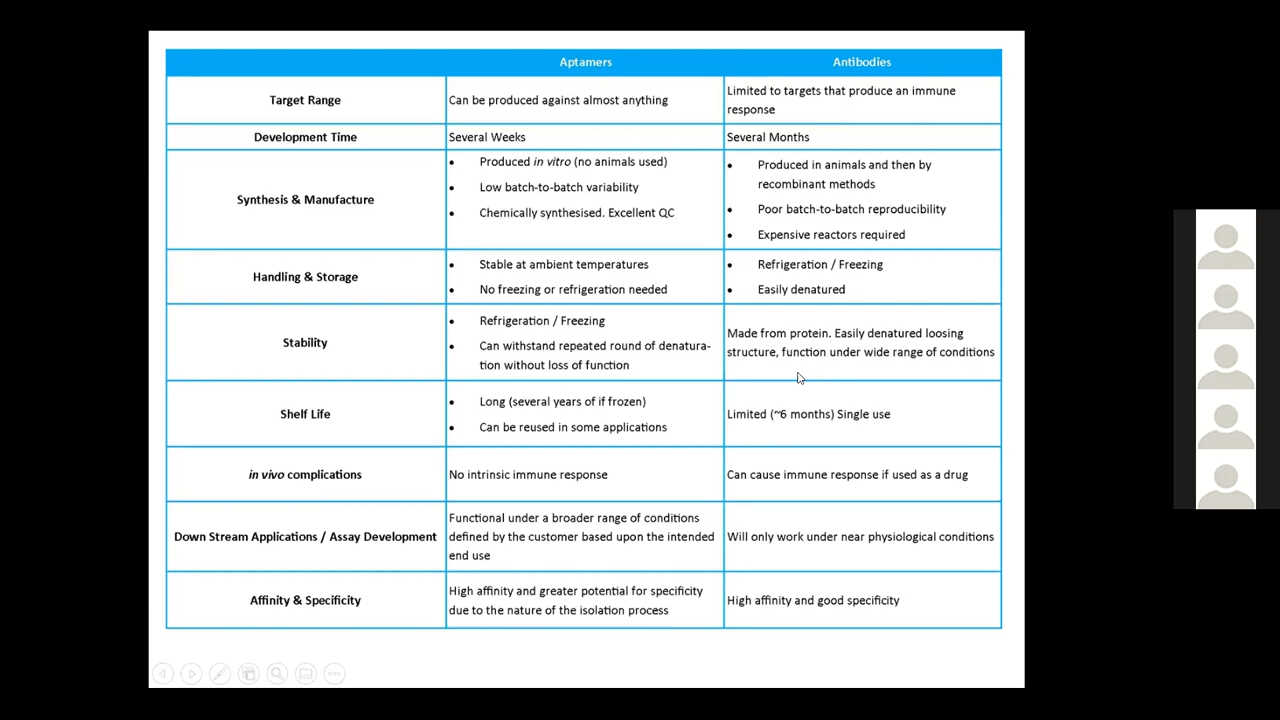 Aptamers
Antibodies
Target Range
Can be produced against almost anything
Limited to targets that produce an immune
response
Development Time
Several Weeks
Several Months
Synthesis & Manufacture
• Produced in vitro (no animals used)
• Low batch-to-batch variability
• Chemically synthesised. Excellent QC
• Produced in animals and then by
recombinant methods
• Poor batch-to-batch reproducibility
• Expensive reactors required
Handling & Storage
• Stable at ambient temperatures
• No freezing or refrigeration needed
• Refrigeration / Freezing
• Easily denatured
Stability
• Refrigeration / Freezing
• Can withstand repeated round of denatura-
tion without loss of function
Made from protein. Easily denatured loosing
structure, function under wide range of conditions
Shelf Life
• Long (several years of if frozen)
• Can be reused in some applications
Limited (~6 months) Single use
in vivo complications
No intrinsic immune response
Can cause immune response if used as a drug
Down Stream Applications / Assay Development
Functional under a broader range of conditions
defined by the customer based upon the intended
end use
Will only work under near physiological conditions
Affinity & Specificity
High affinity and greater potential for specificity
due to the nature of the isolation process
High affinity and good specificity